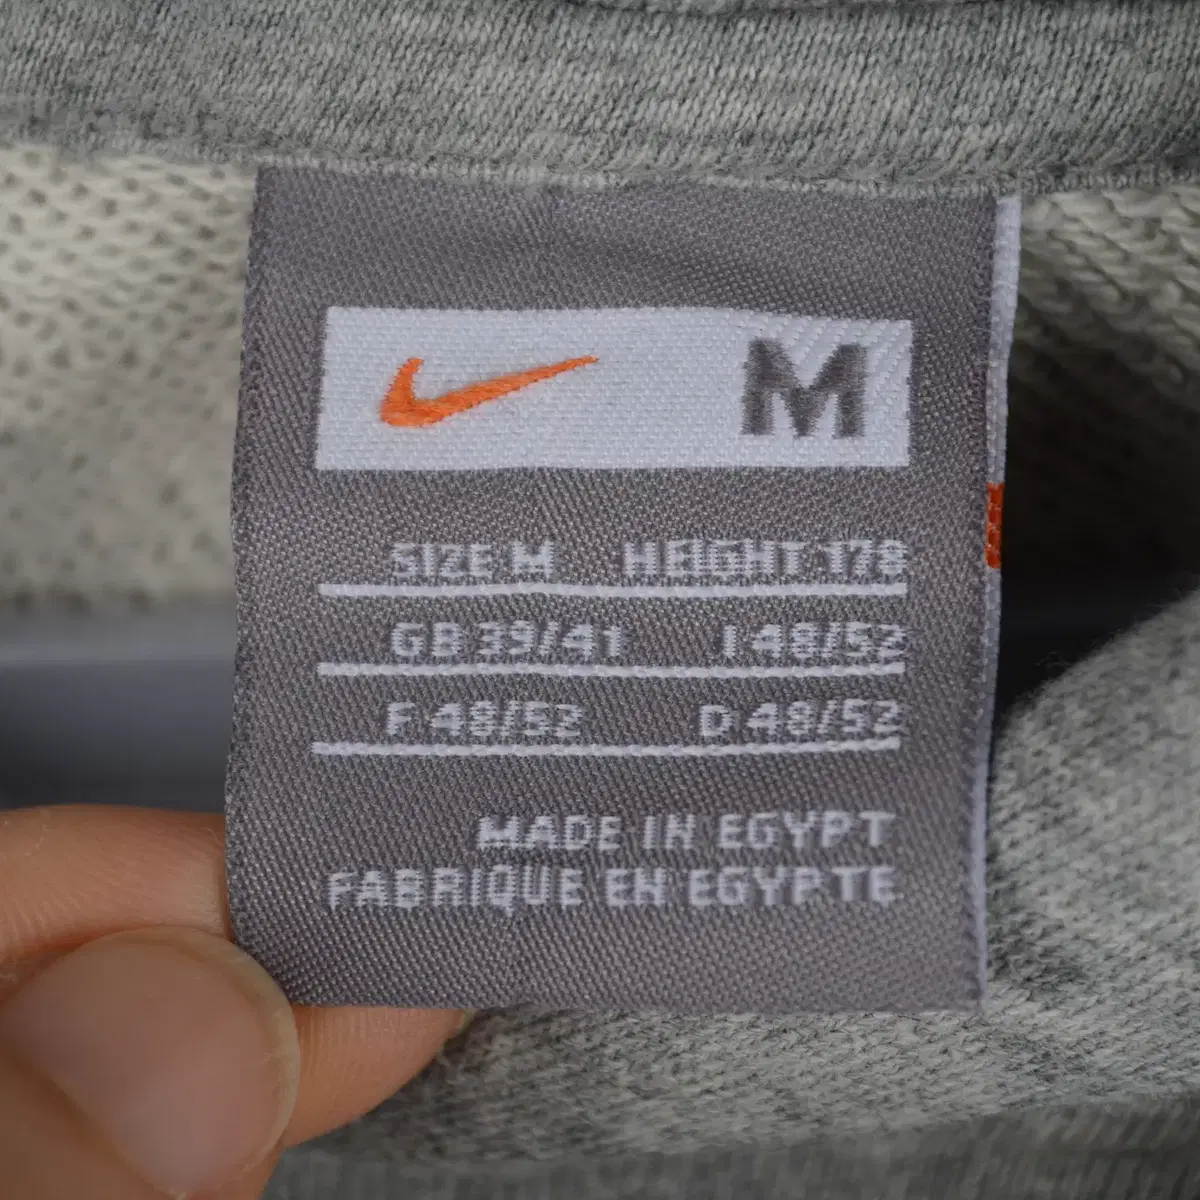 M
SIZE M HEIGHT 178
GB 39/41 I 48/52
F 48/52 D 48/52
MADE IN EGYPT
FABRIQUE EN EGYPTE